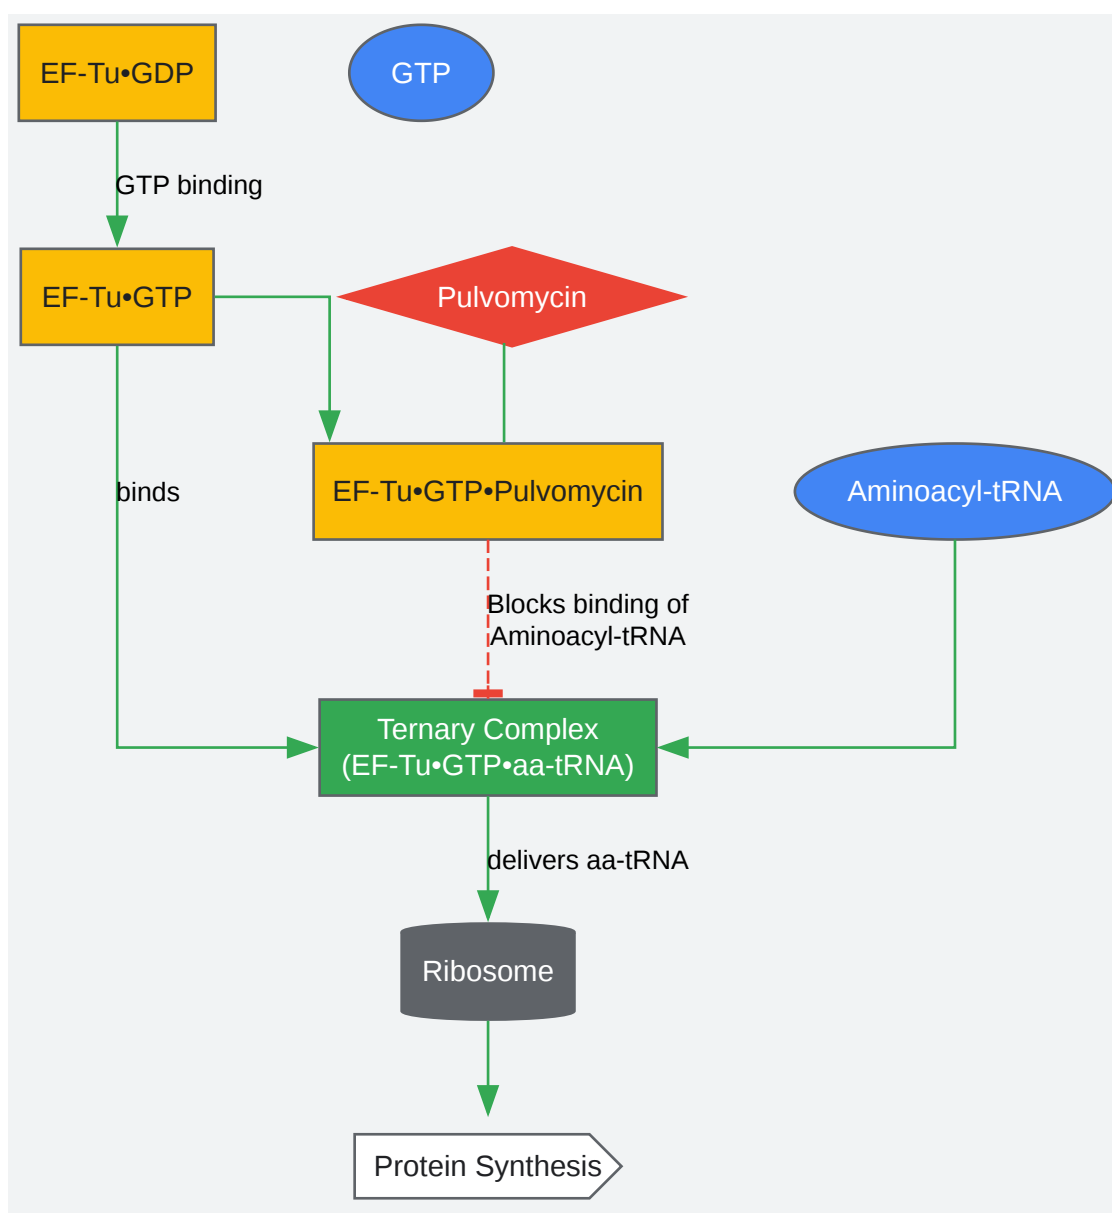 EF-Tu•GDP
GTP
GTP binding
EF-Tu•GTP
Pulvomycin
binds
EF-Tu•GTP•Pulvomycin
Aminoacyl-tRNA
Blocks binding of
Aminoacyl-tRNA
Ternary Complex
(EF-Tu•GTP•aa-tRNA)
delivers aa-tRNA
Ribosome
Protein Synthesis